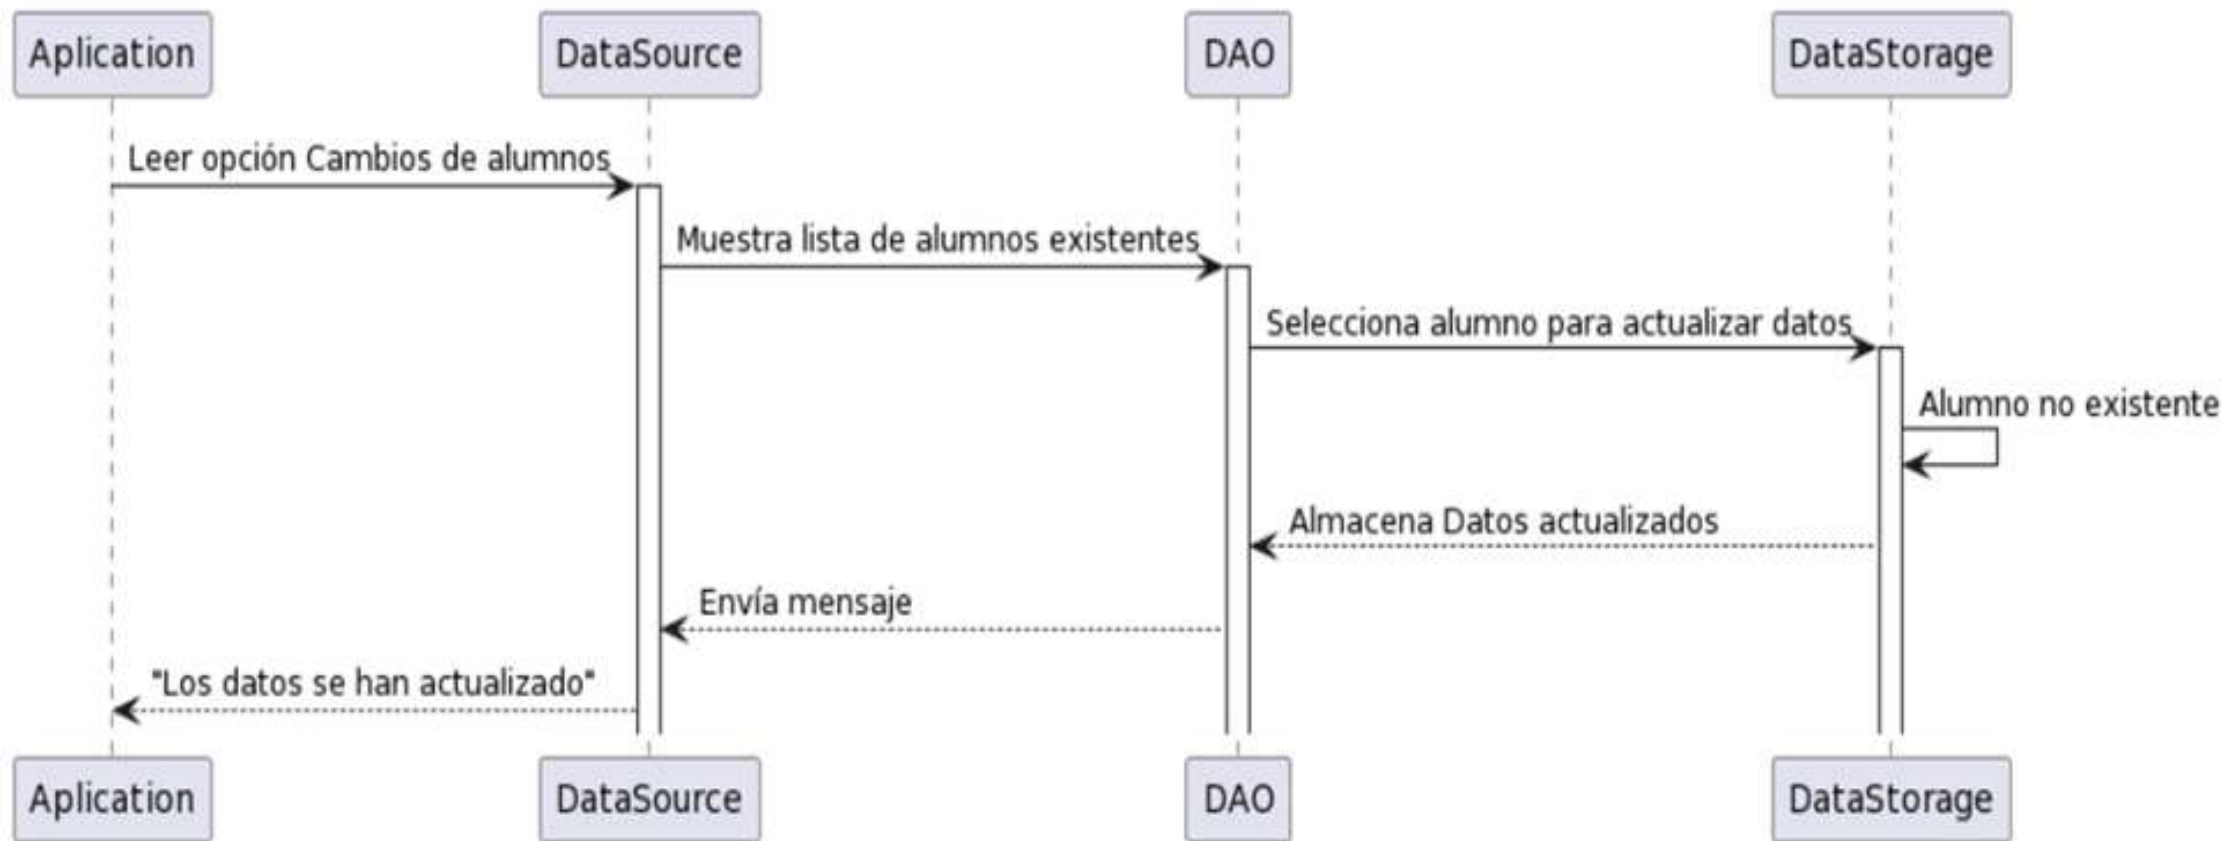 Aplication DataSource DAO DataStorage
Leer opción Cambios de alumnos
Muestra lista de alumnos existentes
Selecciona alumno para actualizar datos
Alumno no existente
Almacena Datos actualizados
Envía mensaje
"Los datos se han actualizado"
Aplication DataSource DAO DataStorage